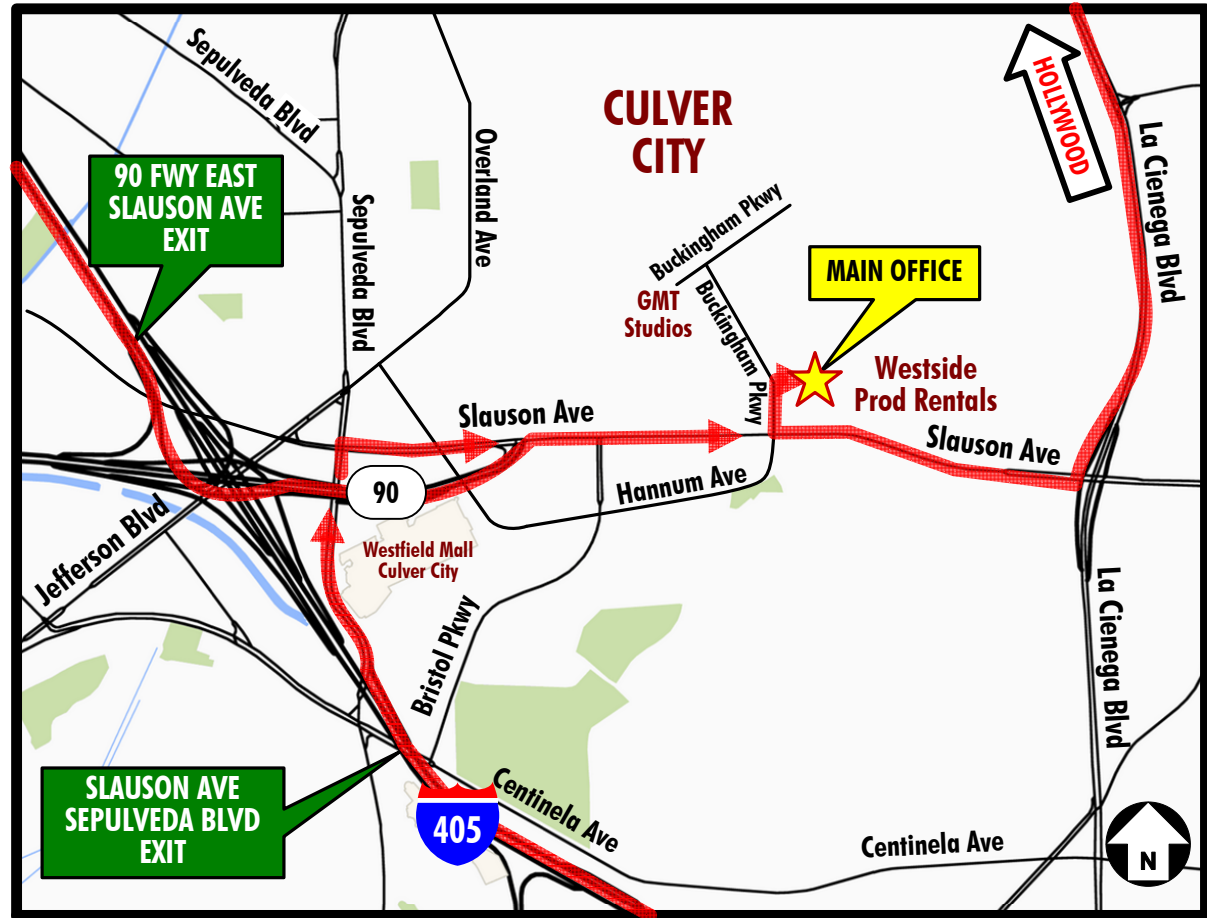 Sepulveda Blvd
CULVER
CITY
HOLLYWOOD
La Cienega Blvd
Overland Ave
90 FWY EAST
SLAUSON AVE
EXIT
Sepulveda Blvd
Buckingham Pkwy
MAIN OFFICE
GMT
Studios
Buckingham Pkwy
Westside
Prod Rentals
Slauson Ave
Slauson Ave
90
Hannum Ave
Jefferson Blvd
Westfield Mall
Culver City
Bristol Pkwy
La Cienega Blvd
SLAUSON AVE
SEPULVEDA BLVD
EXIT
405
Centinela Ave
Centinela Ave
N